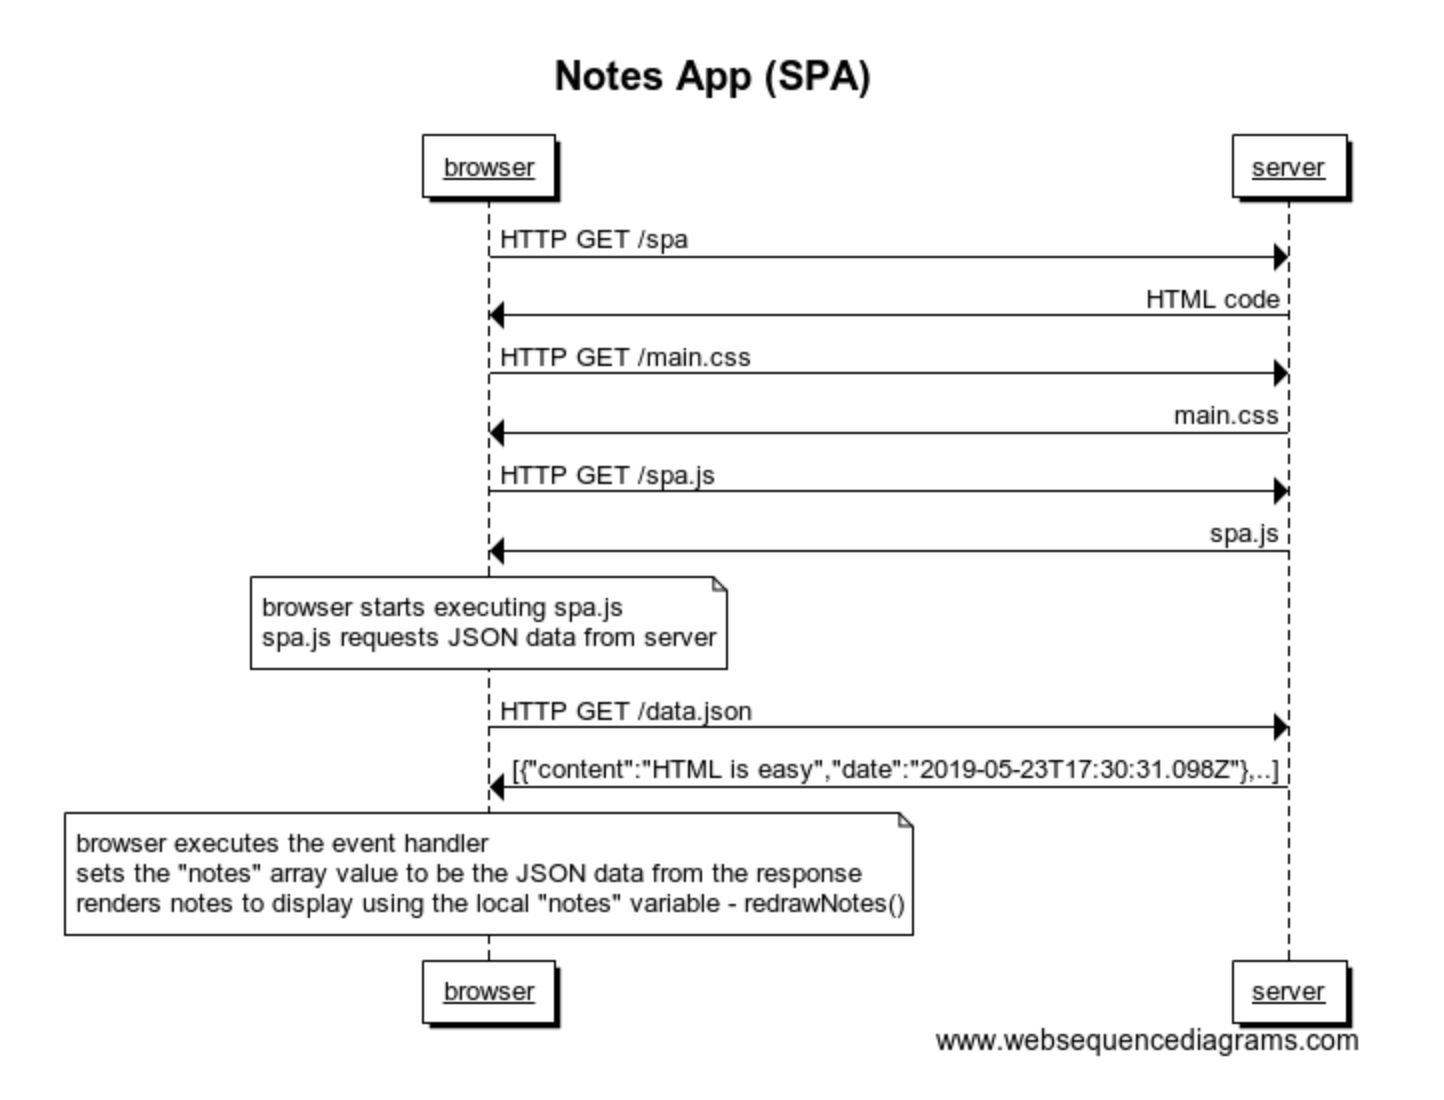 Notes App (SPA)
browser
server
HTTP GET /spa
HTML code
HTTP GET /main.css
main.css
HTTP GET /spa.js
spa.js
browser starts executing spa.js
spa.js requests JSON data from server
HTTP GET /data.json
[{"content":"HTML is easy","date":"2019-05-23T17:30:31.098Z"},..]
browser executes the event handler
sets the "notes" array value to be the JSON data from the response
renders notes to display using the local "notes" variable - redrawNotes()
browser
server
www.websequencediagrams.com